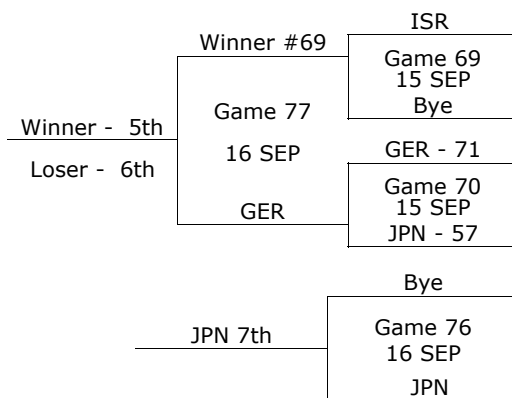 ISR
Winner #69
Game 69
15 SEP
Bye
Game 77
Winner - 5th
16 SEP
Loser - 6th
GER - 71
Game 70
15 SEP
GER
JPN - 57
Bye
JPN 7th
Game 76
16 SEP
JPN